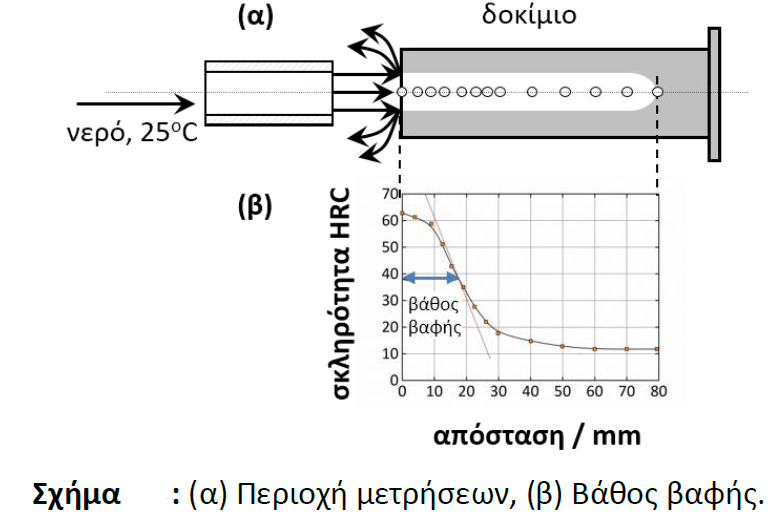 (α)
δοκίμιο
νερό, 25°C
(β)
σκληρότητα HRC
70
60
50
40
30
20
10
0
βάθος
βαφής
0 10 20 30 40 50 60 70 80
απόσταση / mm
Σχήμα : (α) Περιοχή μετρήσεων, (β) Βάθος βαφής.